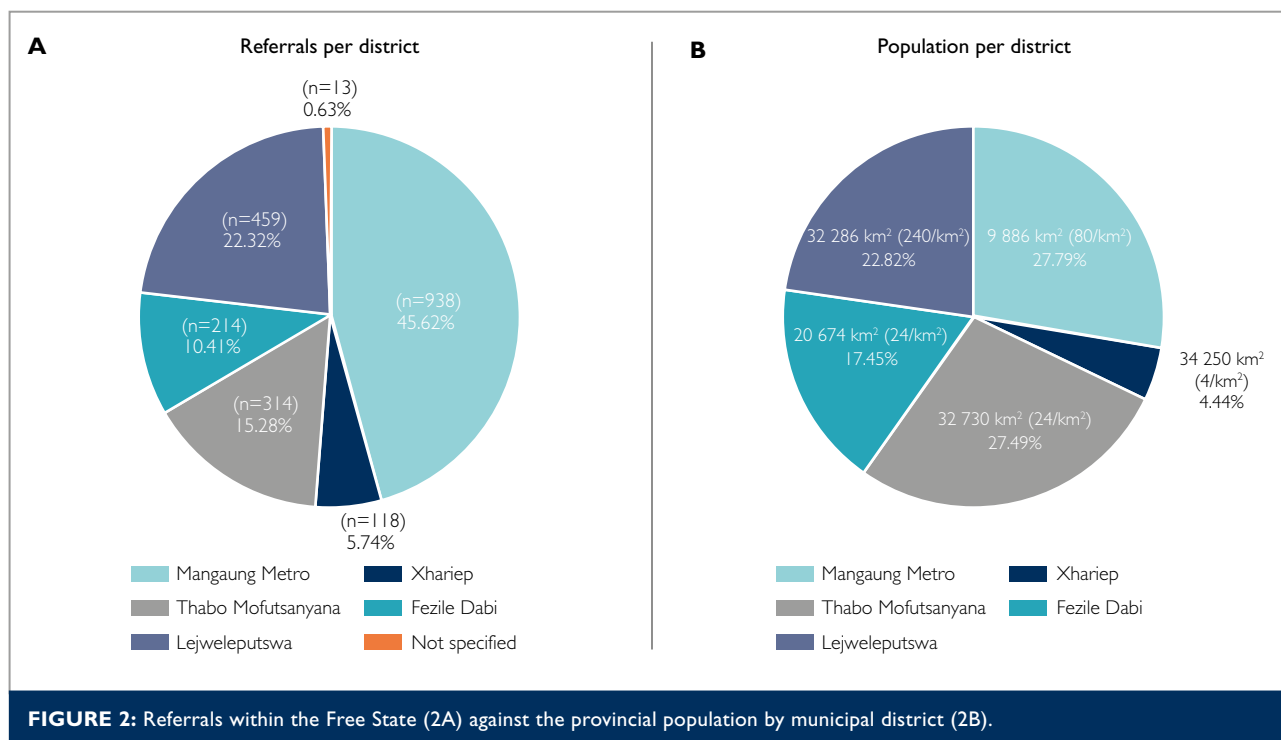 A
Referrals per district
(n=13)
0.63%
(n=459)
22.32%
(n=938)
45.62%
(n=214)
10.41%
(n=314)
15.28%
(n=118)
5.74%
Mangaung Metro
Xhariep
Thabo Mofutsanyana
Fezile Dabi
Lejweleputswa
Not specified
B
Population per district
32 286 km² (240/km²)
22.82%
9 886 km² (80/km²)
27.79%
20 674 km² (24/km²)
17.45%
34 250 km²
(4/km²)
4.44%
32 730 km² (24/km²)
27.49%
Mangaung Metro
Xhariep
Thabo Mofutsanyana
Fezile Dabi
Lejweleputswa
FIGURE 2: Referrals within the Free State (2A) against the provincial population by municipal district (2B).